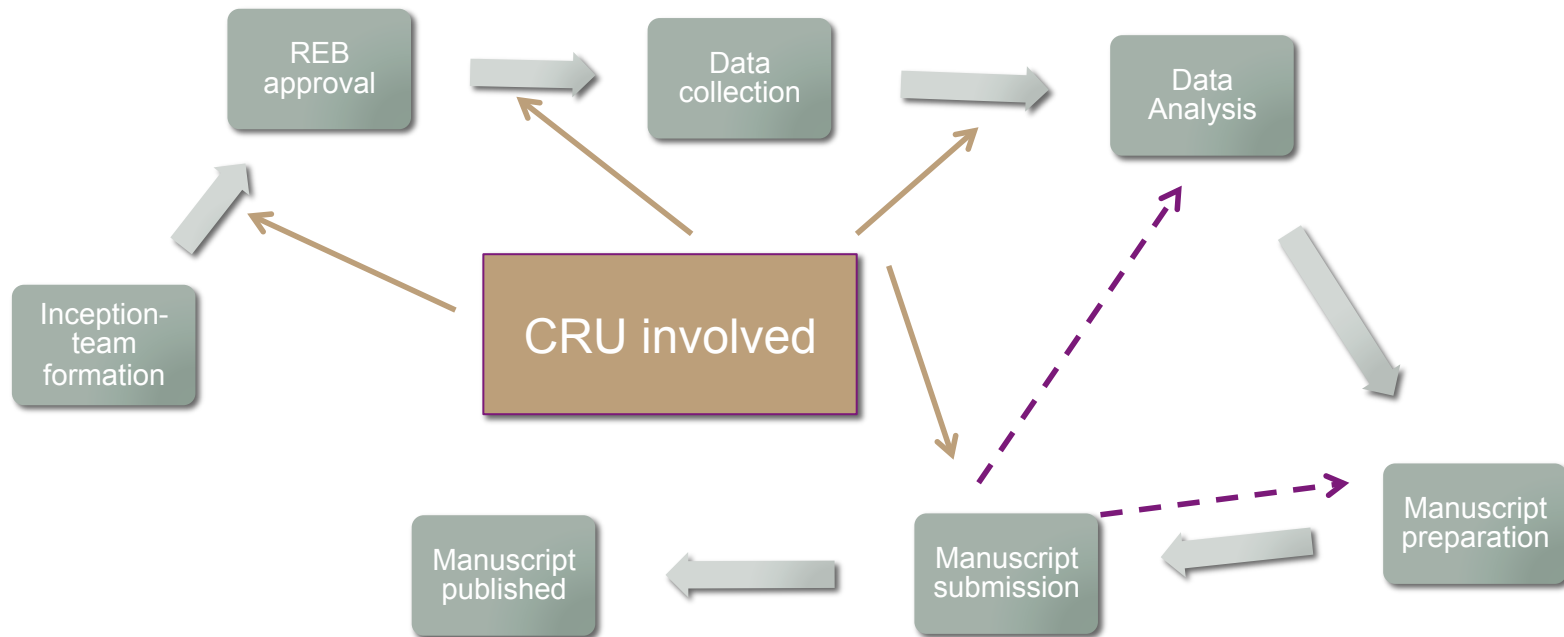 REB
approval
Data
collection
Data
Analysis
Inception-
team
formation
CRU involved
Manuscript
preparation
Manuscript
submission
Manuscript
published